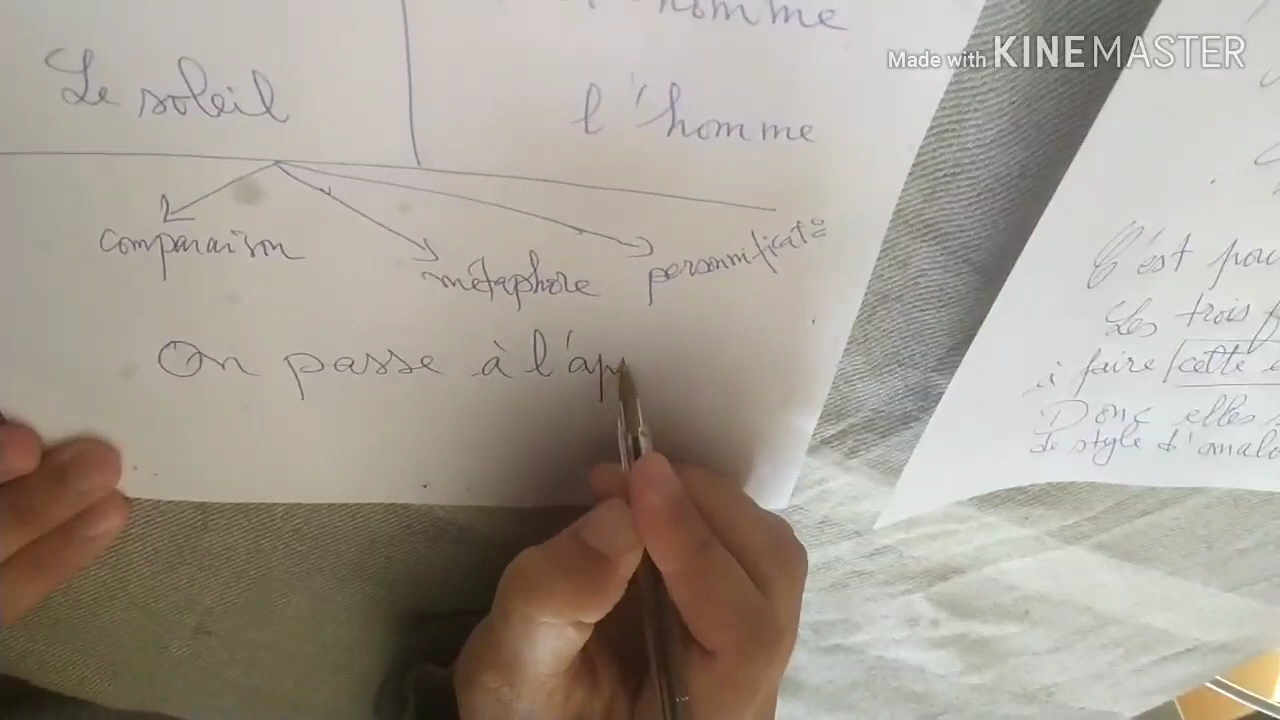 Made with KINEMASTER
l'homme
Le soleil
l'homme
comparaison
métaphore
personnificat°
On passe à l'ap
C'est pou
Les trois f
à faire cette
Donc elles
de style d'analo